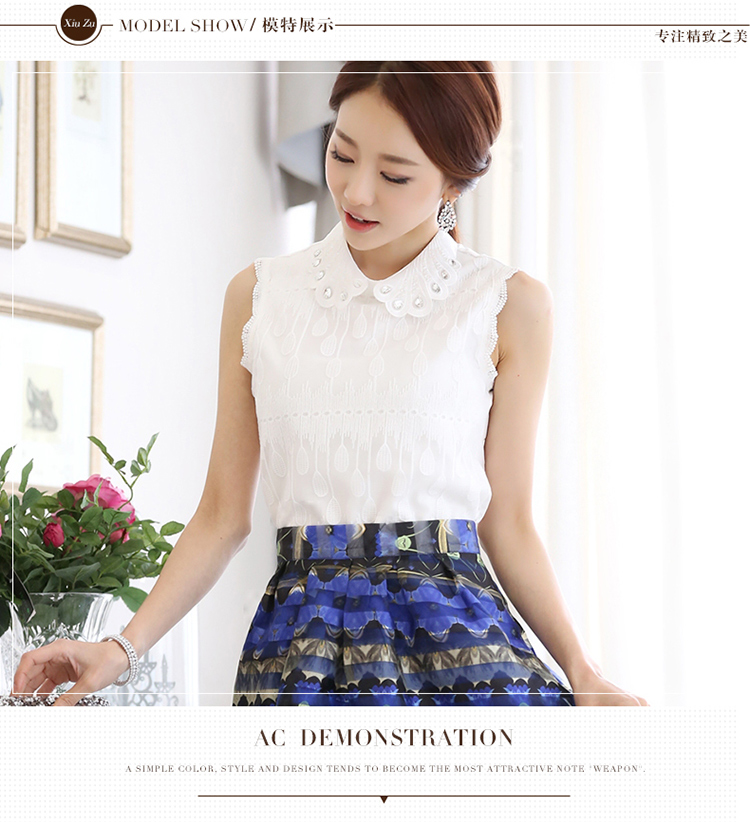 Xiu Zu
MODEL SHOW/ 模特展示
专注精致之美
AC DEMONSTRATION
A SIMPLE COLOR, STYLE AND DESIGN TENDS TO BECOME THE MOST ATTRACTIVE NOTE "WEAPON".